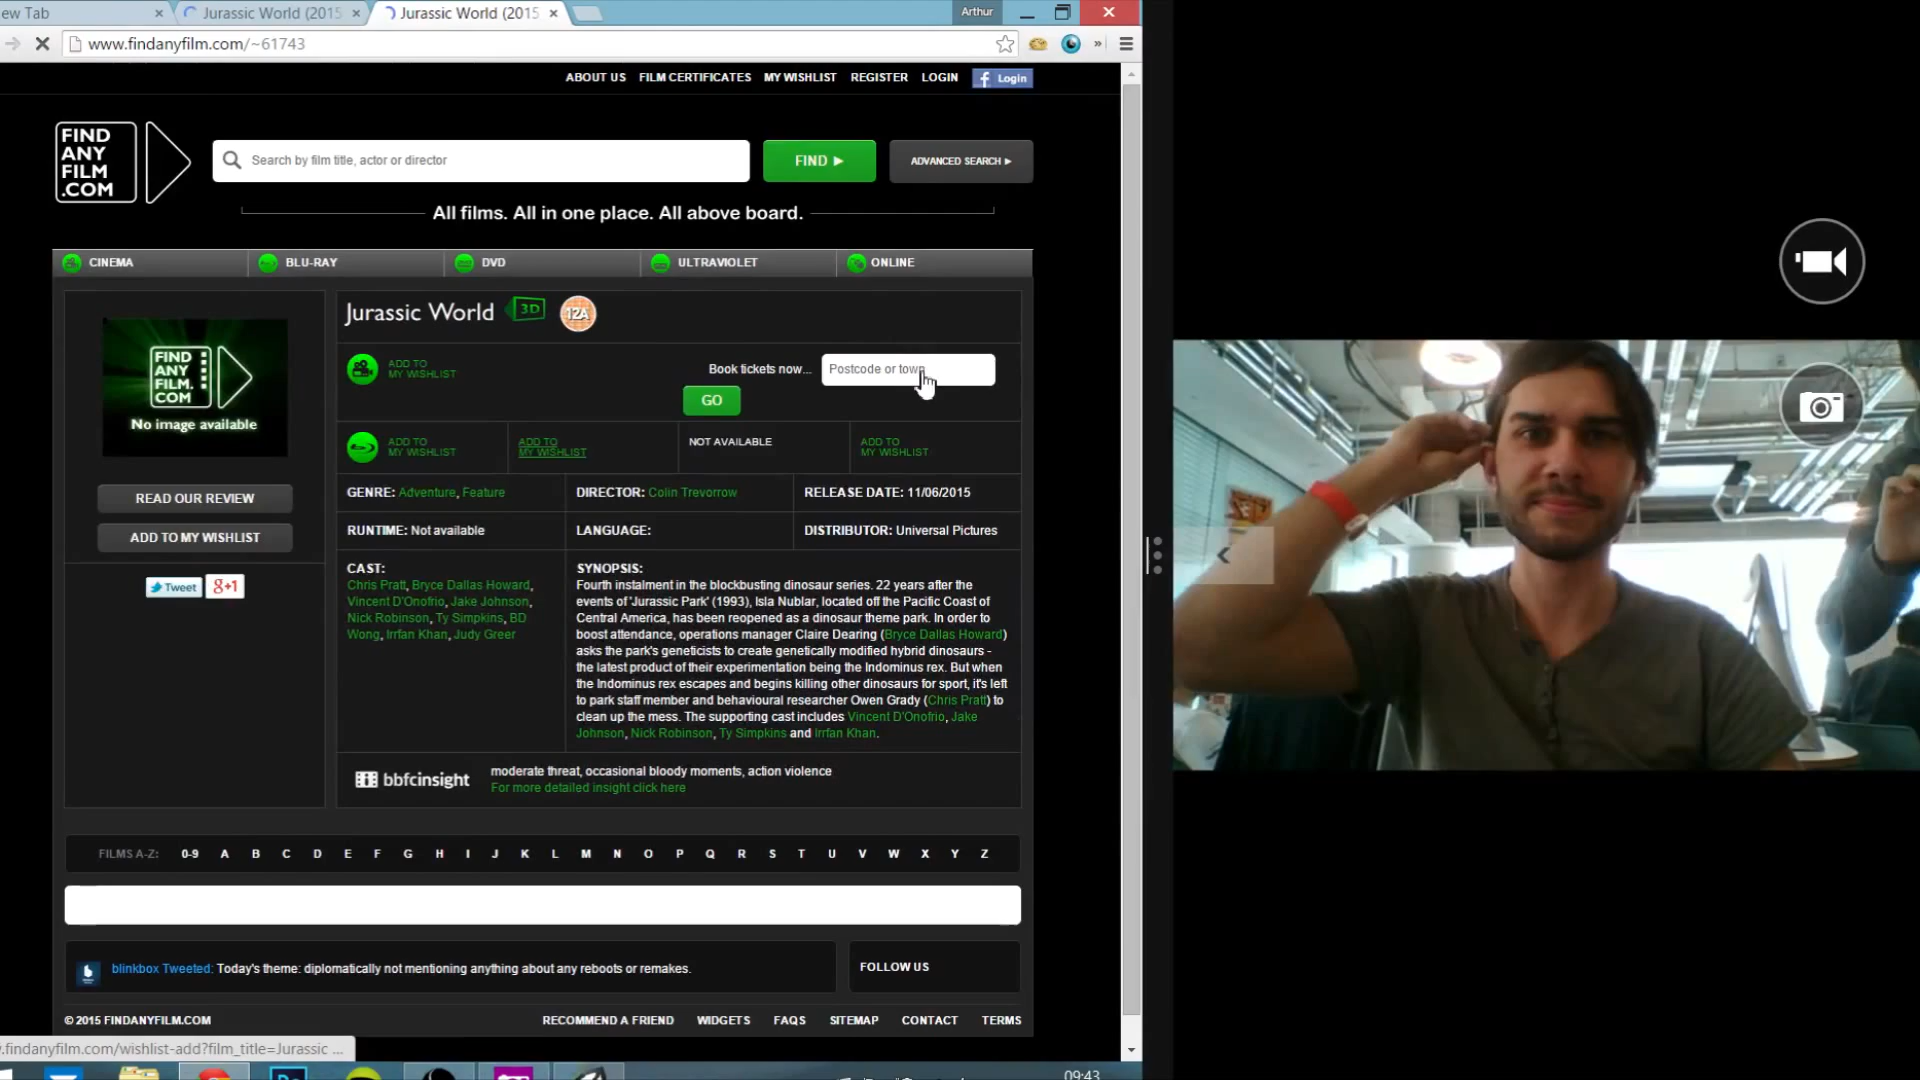 ew Tab
Jurassic World (2015
Jurassic World (2015
Arthur
www.findanyfilm.com/~61743
ABOUT US FILM CERTIFICATES MY WISHLIST REGISTER LOGIN f Login
FIND
ANY
FILM
.COM
Search by film title, actor or director
FIND
ADVANCED SEARCH
All films. All in one place. All above board.
CINEMA BLU-RAY DVD ULTRAVIOLET ONLINE
FIND
ANY
FILM.
COM
No image available
READ OUR REVIEW
ADD TO MY WISHLIST
Tweet g+1
Jurassic World 3D 12A
ADD TO
MY WISHLIST
Book tickets now... Postcode or town
GO
ADD TO
MY WISHLIST
ADD TO
MY WISHLIST
NOT AVAILABLE
ADD TO
MY WISHLIST
GENRE: Adventure, Feature
DIRECTOR: Colin Trevorrow
RELEASE DATE: 11/06/2015
RUNTIME: Not available
LANGUAGE:
DISTRIBUTOR: Universal Pictures
CAST:
Chris Pratt, Bryce Dallas Howard,
Vincent D'Onofrio, Jake Johnson,
Nick Robinson, Ty Simpkins, BD
Wong, Irrfan Khan, Judy Greer
SYNOPSIS:
Fourth instalment in the blockbusting dinosaur series. 22 years after the
events of 'Jurassic Park' (1993), Isla Nublar, located off the Pacific Coast of
Central America, has been reopened as a dinosaur theme park. In order to
boost attendance, operations manager Claire Dearing (Bryce Dallas Howard)
asks the park's geneticists to create genetically modified hybrid dinosaurs -
the latest product of their experimentation being the Indominus rex. But when
the Indominus rex escapes and begins killing other dinosaurs for sport, it's left
to park staff member and behavioural researcher Owen Grady (Chris Pratt) to
clean up the mess. The supporting cast includes Vincent D'Onofrio, Jake
Johnson, Nick Robinson, Ty Simpkins and Irrfan Khan.
bbfcinsight
moderate threat, occasional bloody moments, action violence
For more detailed insight click here
FILMS A-Z: 0-9 A B C D E F G H I J K L M N O P Q R S T U V W X Y Z
blinkbox Tweeted: Today's theme: diplomatically not mentioning anything about any reboots or remakes.
FOLLOW US
© 2015 FINDANYFILM.COM
RECOMMEND A FRIEND WIDGETS FAQS SITEMAP CONTACT TERMS
.findanyfilm.com/wishlist-add?film_title=Jurassic ...
09:43